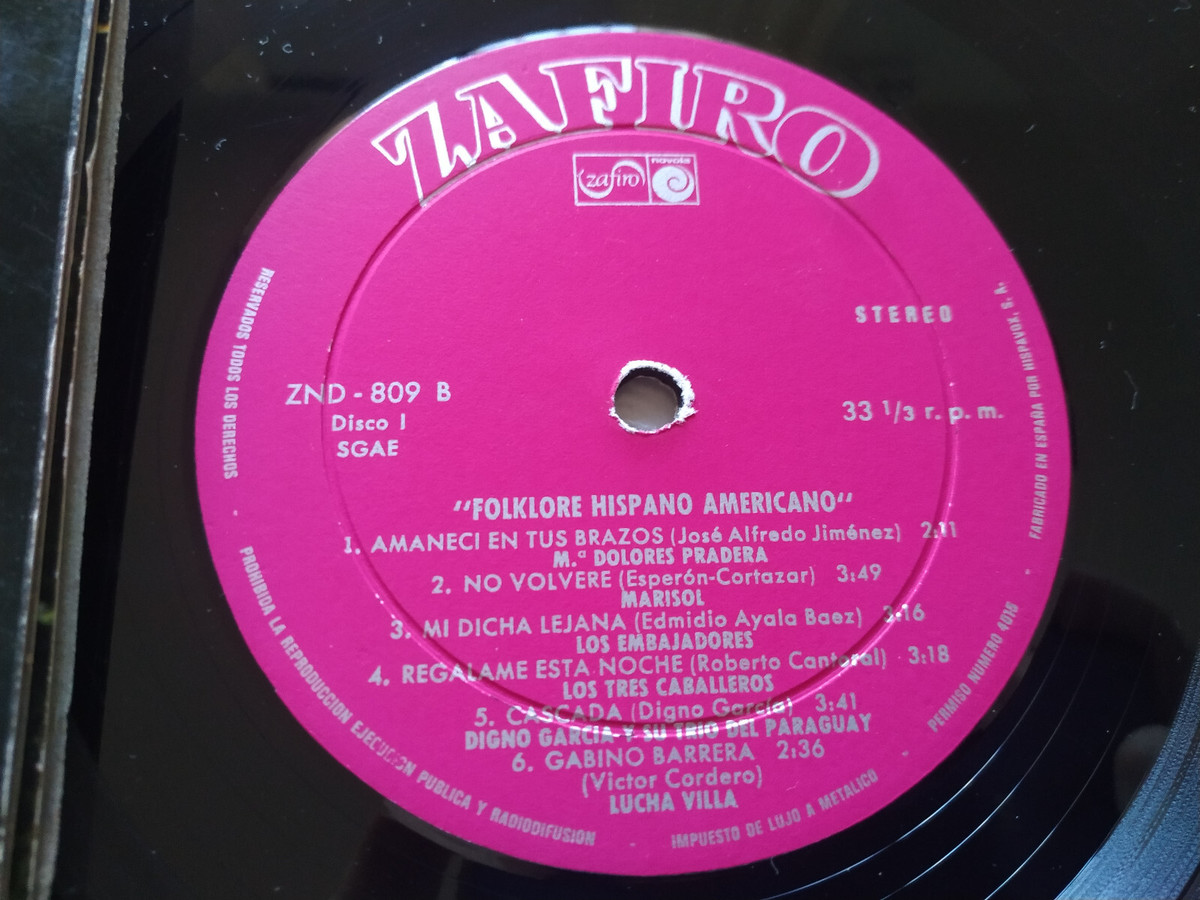 ZAFIRO
zafiro
novola
STEREO
ZND - 809 B
Disco I
SGAE
33 1/3 r. p. m.
"FOLKLORE HISPANO AMERICANO"
1. AMANECI EN TUS BRAZOS (José Alfredo Jiménez) 2:11
M.ª DOLORES PRADERA
2. NO VOLVERE (Esperón-Cortazar) 3:49
MARISOL
3. MI DICHA LEJANA (Edmidio Ayala Baez) 3:16
LOS EMBAJADORES
4. REGALAME ESTA NOCHE (Roberto Cantoral) 3:18
LOS TRES CABALLEROS
5. CASCADA (Digno García) 3:41
DIGNO GARCIA Y SU TRIO DEL PARAGUAY
6. GABINO BARRERA 2:36
(Victor Cordero)
LUCHA VILLA
RESERVADOS TODOS LOS DERECHOS
PROHIBIDA LA REPRODUCCION EJECUCION PUBLICA Y RADIODIFUSION
IMPUESTO DE LUJO A METALICO
PERMISO NUMERO 4015
FABRICADO EN ESPAÑA POR HISPAVOX, S. A.